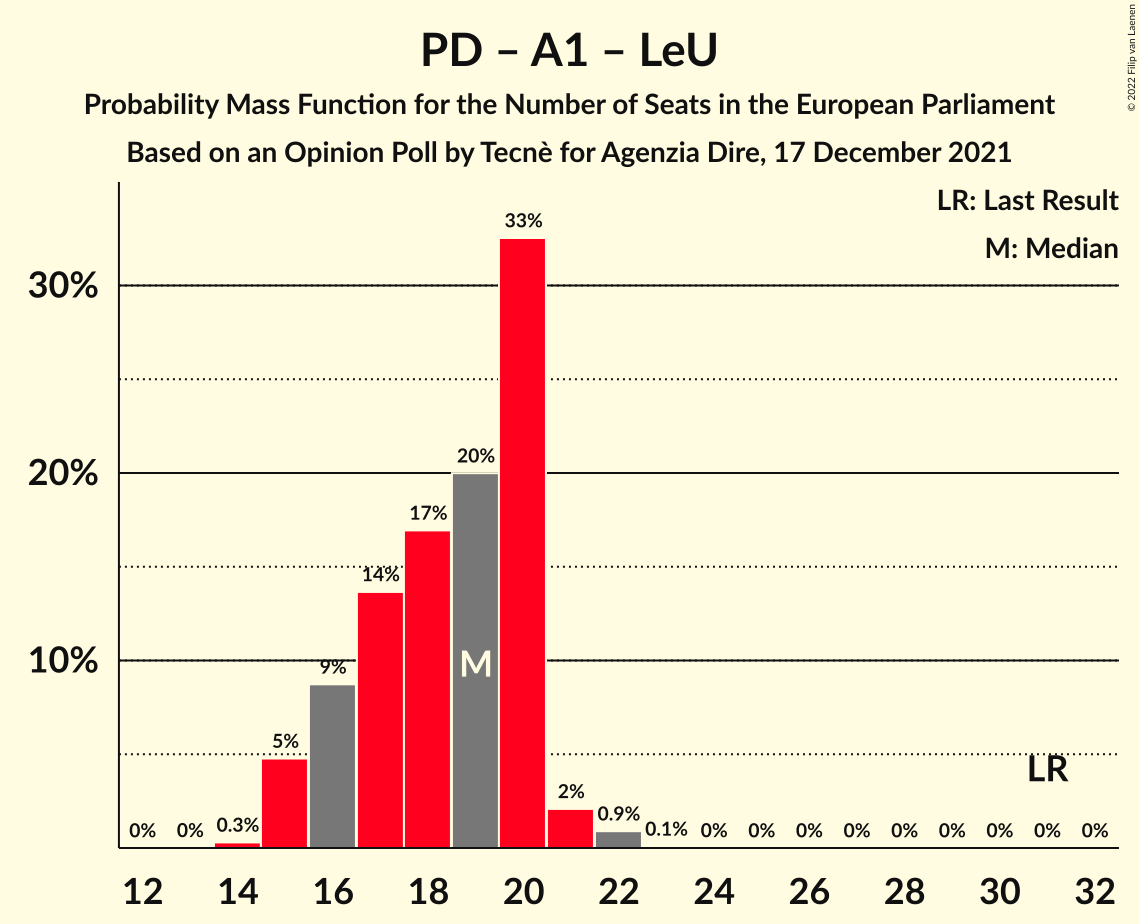 PD – A1 – LeU
Probability Mass Function for the Number of Seats in the European Parliament
Based on an Opinion Poll by Tecnè for Agenzia Dire, 17 December 2021
© 2022 Filip van Laenen
LR: Last Result
M: Median
33%
30%
20%
20%
17%
14%
10%
9%
M
5%
LR
2%
0.9%
0% 0% 0.3% 0.1% 0% 0% 0% 0% 0% 0% 0% 0% 0%
12 14 16 18 20 22 24 26 28 30 32